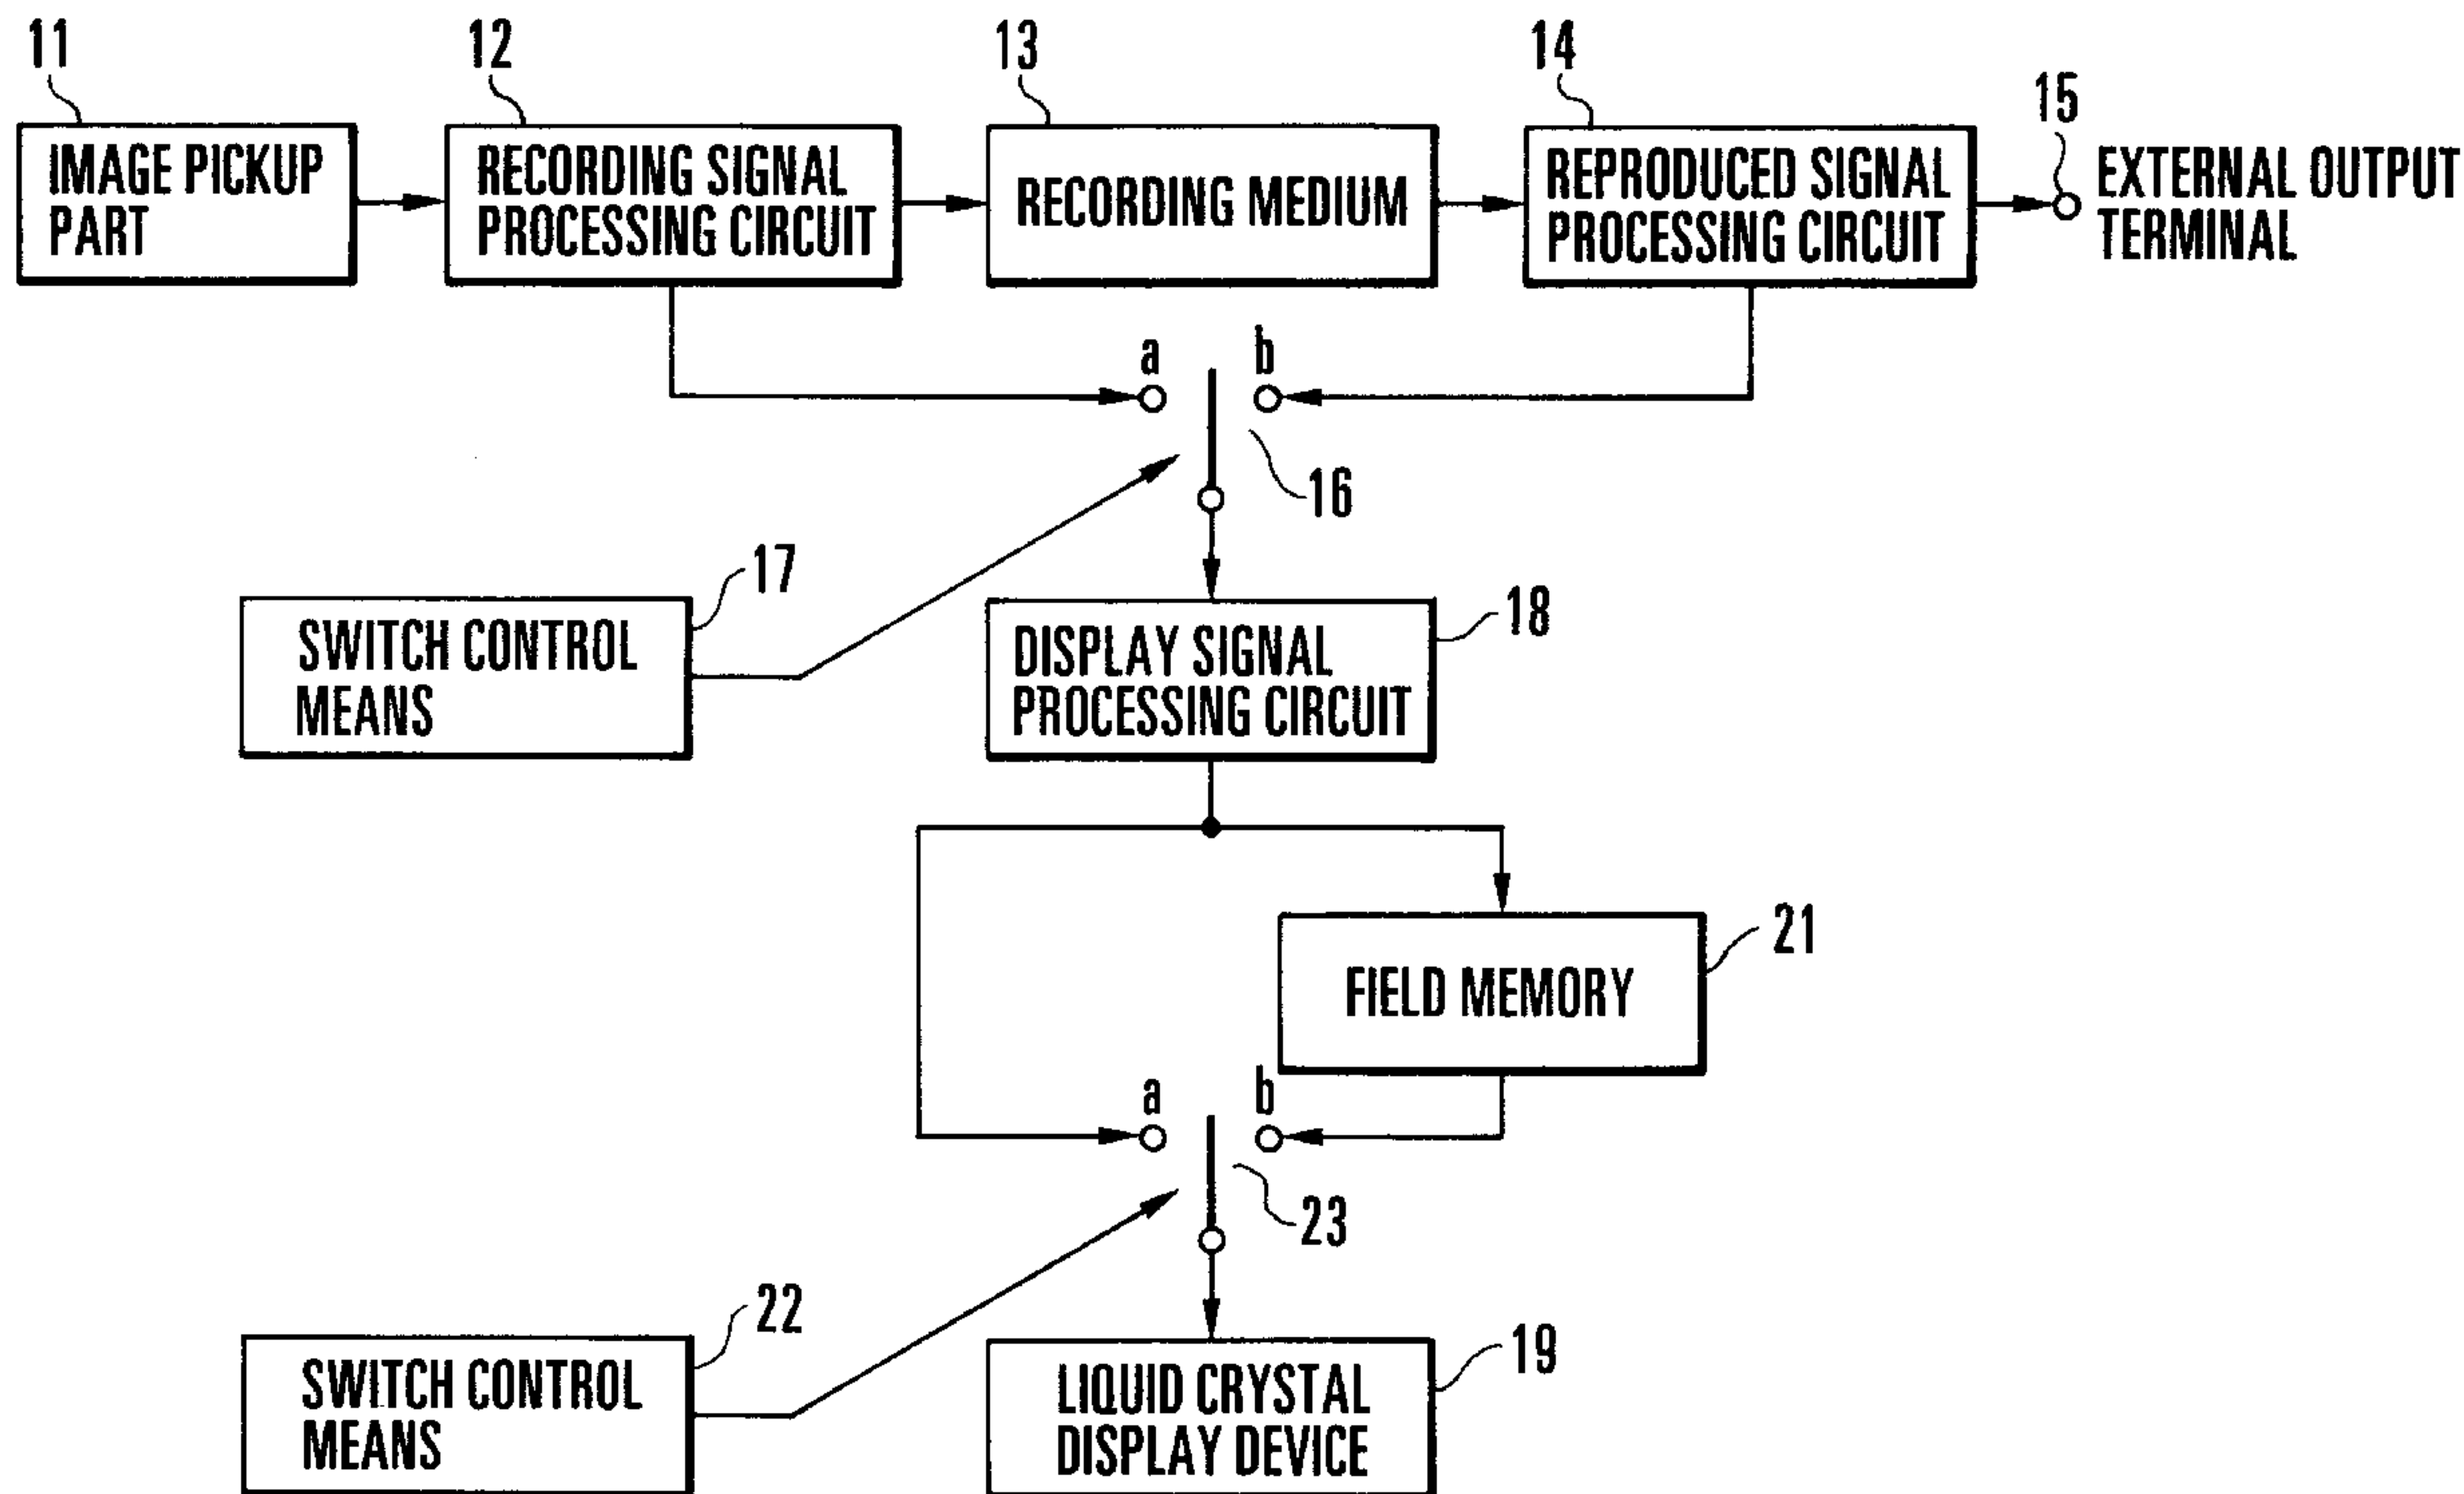 11
12
13
14
15
IMAGE PICKUP
PART
RECORDING SIGNAL
PROCESSING CIRCUIT
RECORDING MEDIUM
REPRODUCED SIGNAL
PROCESSING CIRCUIT
EXTERNAL OUTPUT
TERMINAL
a
b
16
17
SWITCH CONTROL
MEANS
18
DISPLAY SIGNAL
PROCESSING CIRCUIT
21
FIELD MEMORY
a
b
23
22
SWITCH CONTROL
MEANS
19
LIQUID CRYSTAL
DISPLAY DEVICE